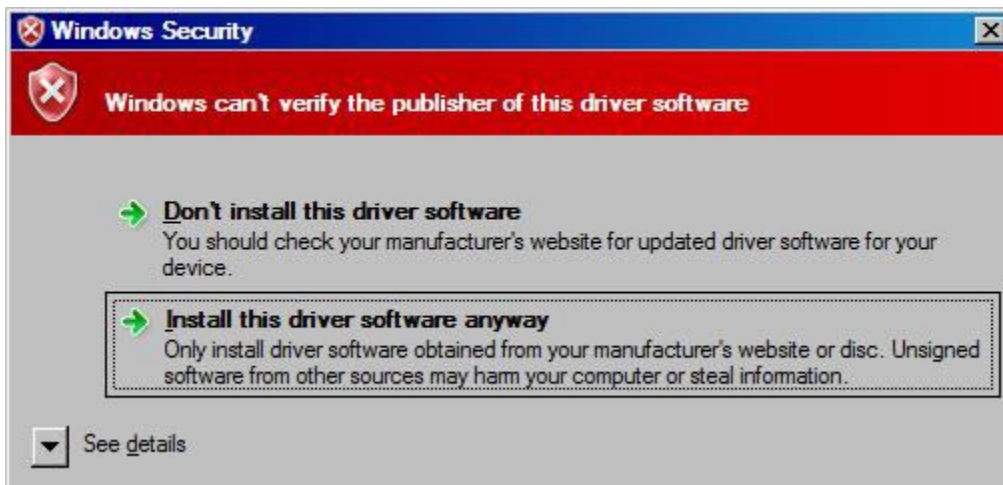 Windows Security
Windows can't verify the publisher of this driver software
Don't install this driver software
You should check your manufacturer's website for updated driver software for your
device.
Install this driver software anyway
Only install driver software obtained from your manufacturer's website or disc. Unsigned
software from other sources may harm your computer or steal information.
See details